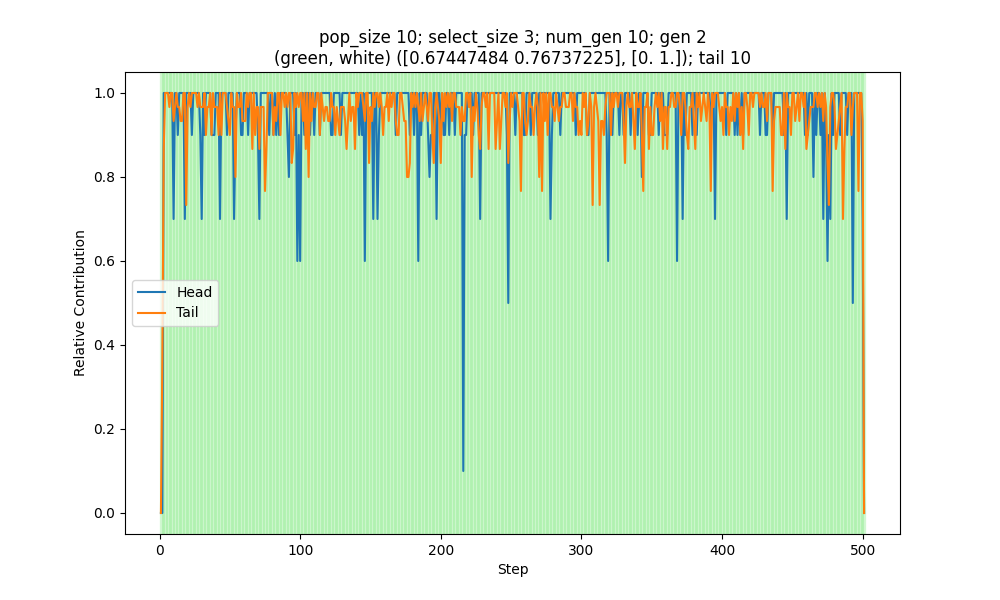 pop_size 10; select_size 3; num_gen 10; gen 2
(green, white) ([0.67447484 0.76737225], [0. 1.]); tail 10
1.0
0.8
0.6
0.4
0.2
0.0
Relative Contribution
Head
Tail
0 100 200 300 400 500
Step